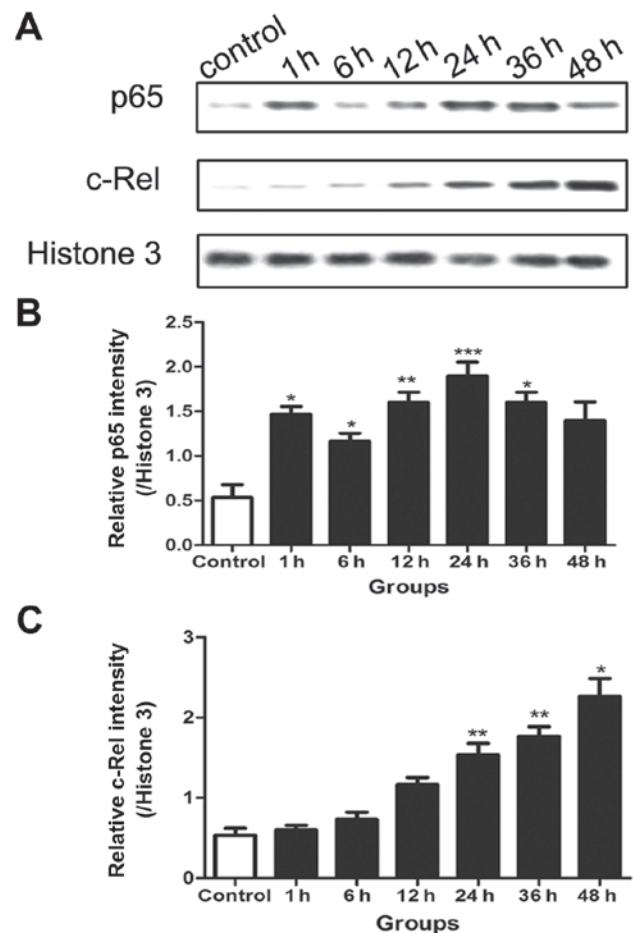 A
control 1 h 6 h 12 h 24 h 36 h 48 h
p65
c-Rel
Histone 3
B
Relative p65 intensity
(/Histone 3)
2.5
2.0
1.5
1.0
0.5
0.0
* * ** *** *
Control 1 h 6 h 12 h 24 h 36 h 48 h
Groups
C
Relative c-Rel intensity
(/Histone 3)
3
2
1
0
** ** *
Control 1 h 6 h 12 h 24 h 36 h 48 h
Groups